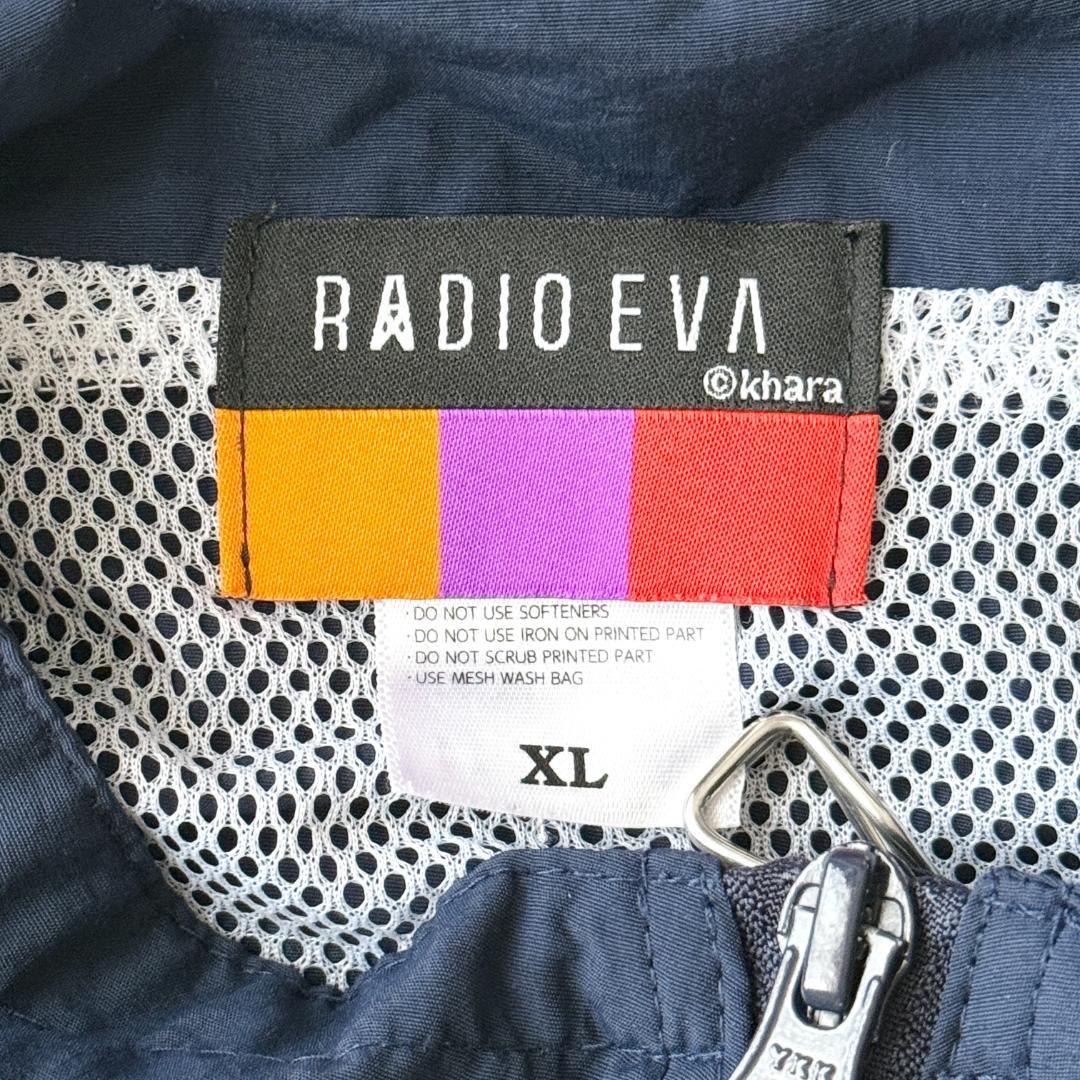 RADIO EVA
©khara
· DO NOT USE SOFTENERS
· DO NOT USE IRON ON PRINTED PART
· DO NOT SCRUB PRINTED PART
· USE MESH WASH BAG
XL
YKK